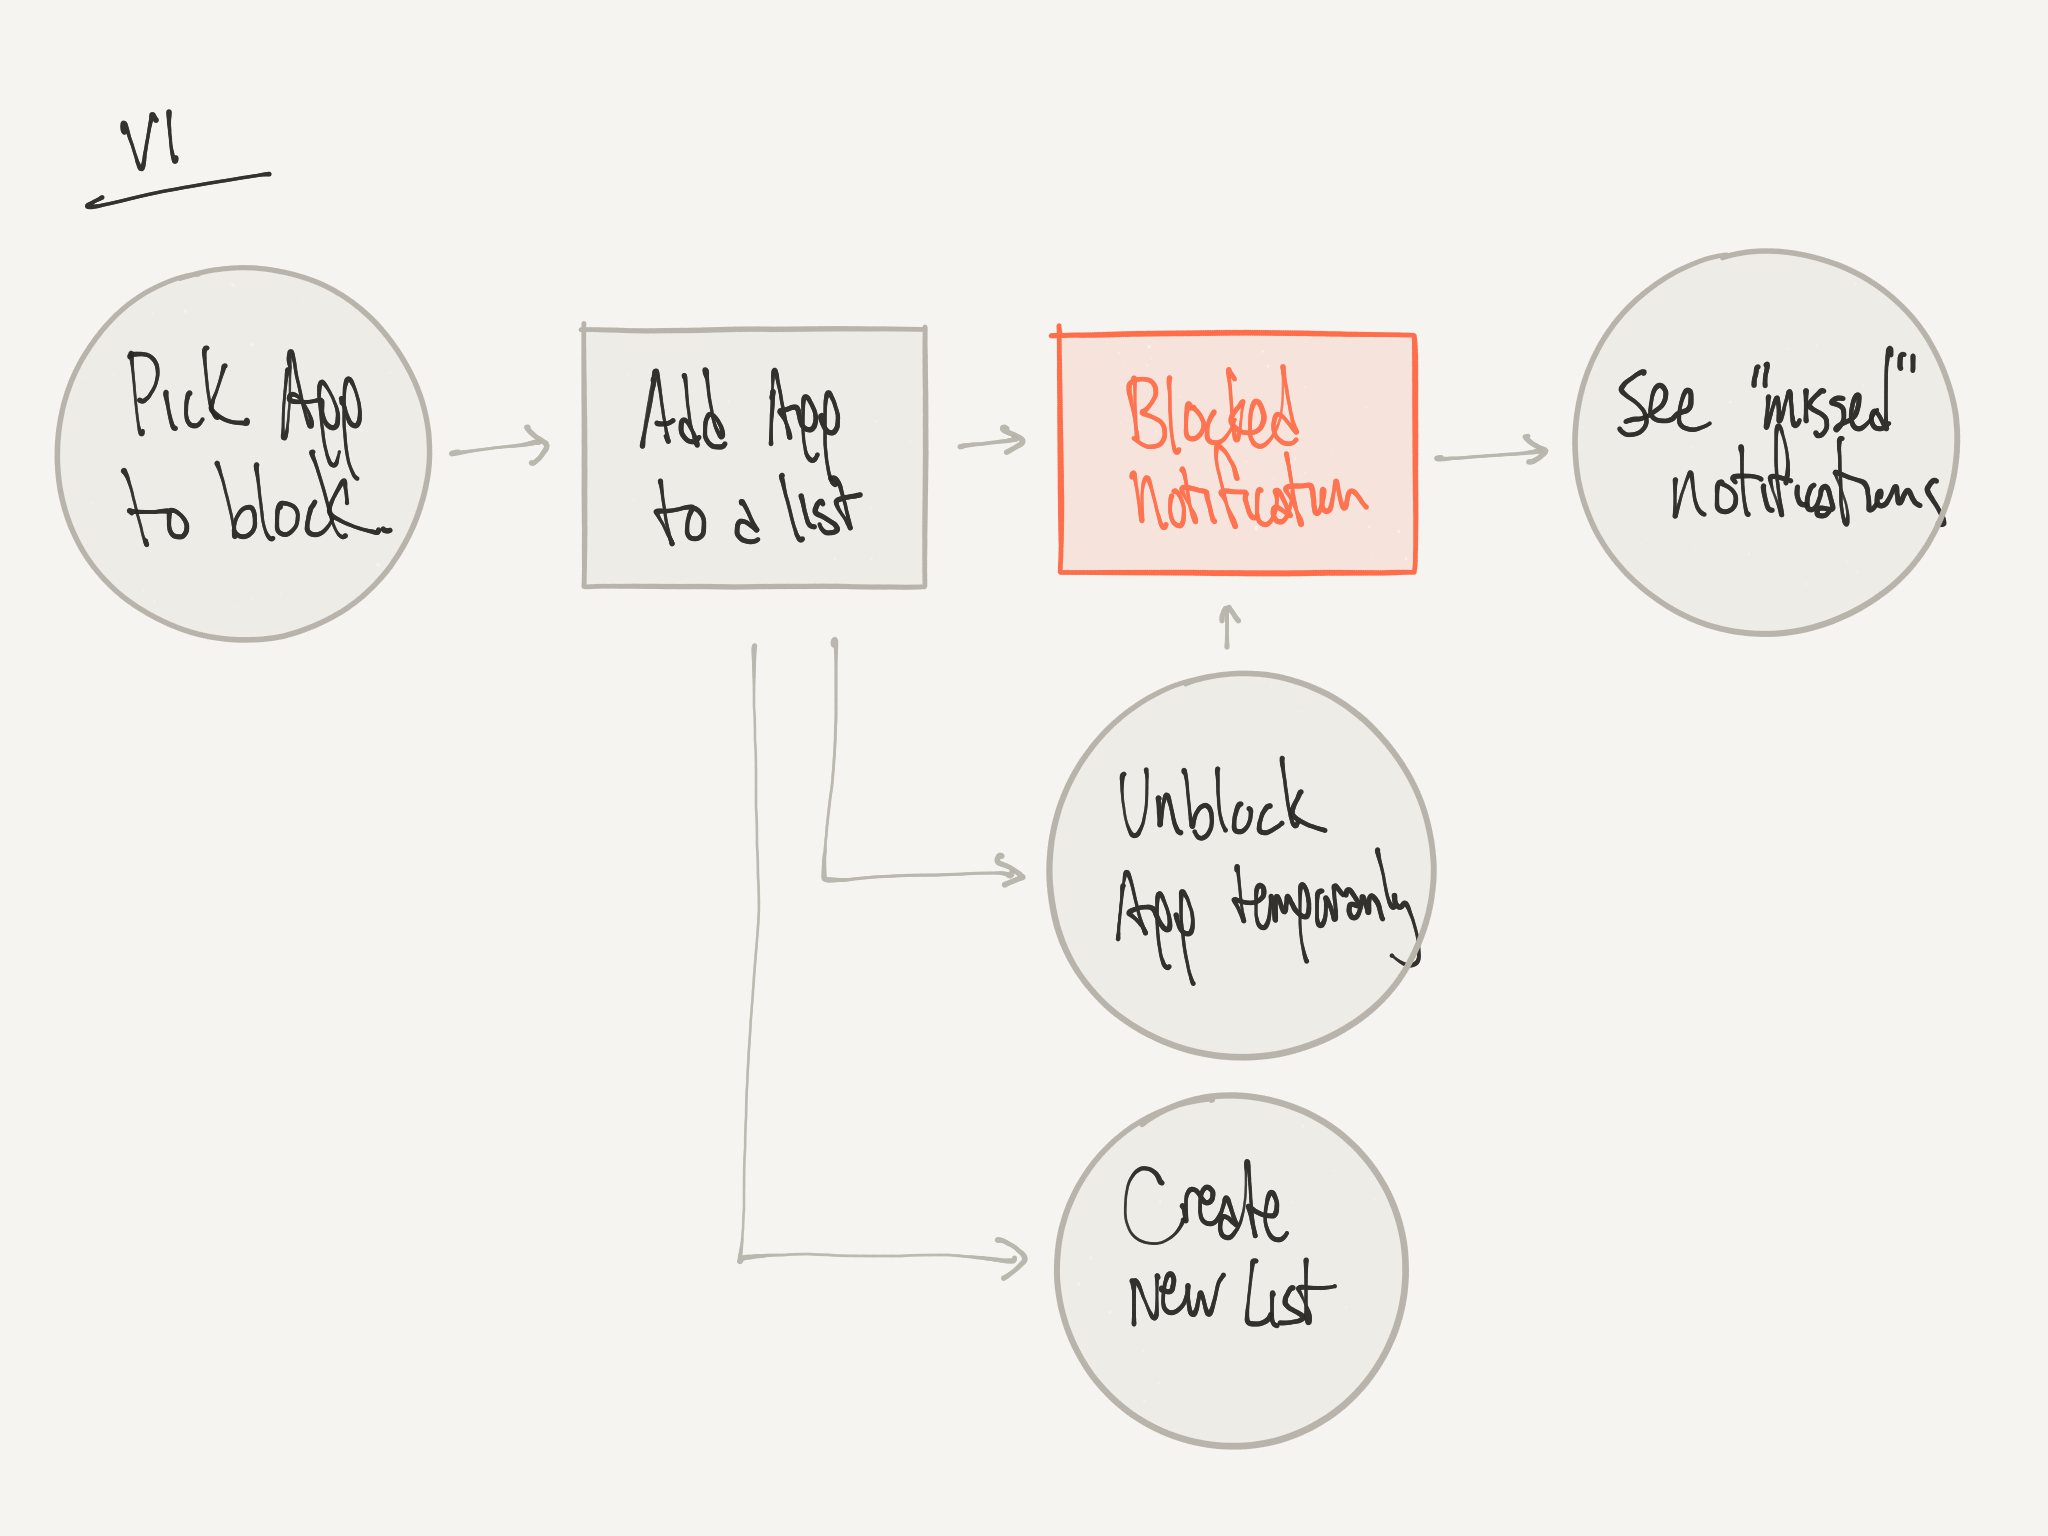 V1
Pick App
to block
Add App
to a list
Blocked
notification
See "missed"
notifications
Unblock
App temporarily
Create
New List